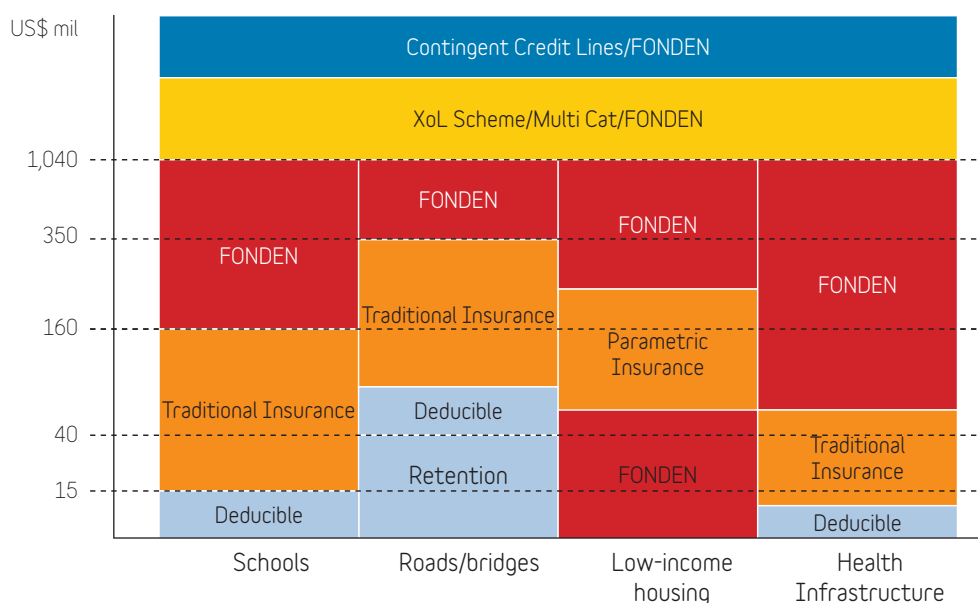 US$ mil
Contingent Credit Lines/FONDEN
XoL Scheme/Multi Cat/FONDEN
1,040
FONDEN
FONDEN
FONDEN
FONDEN
350
Traditional Insurance
160
Parametric
Insurance
Traditional Insurance
Deducible
40
Traditional
Insurance
Retention
FONDEN
15
Deducible
Deducible
Schools
Roads/bridges
Low-income
housing
Health
Infrastructure